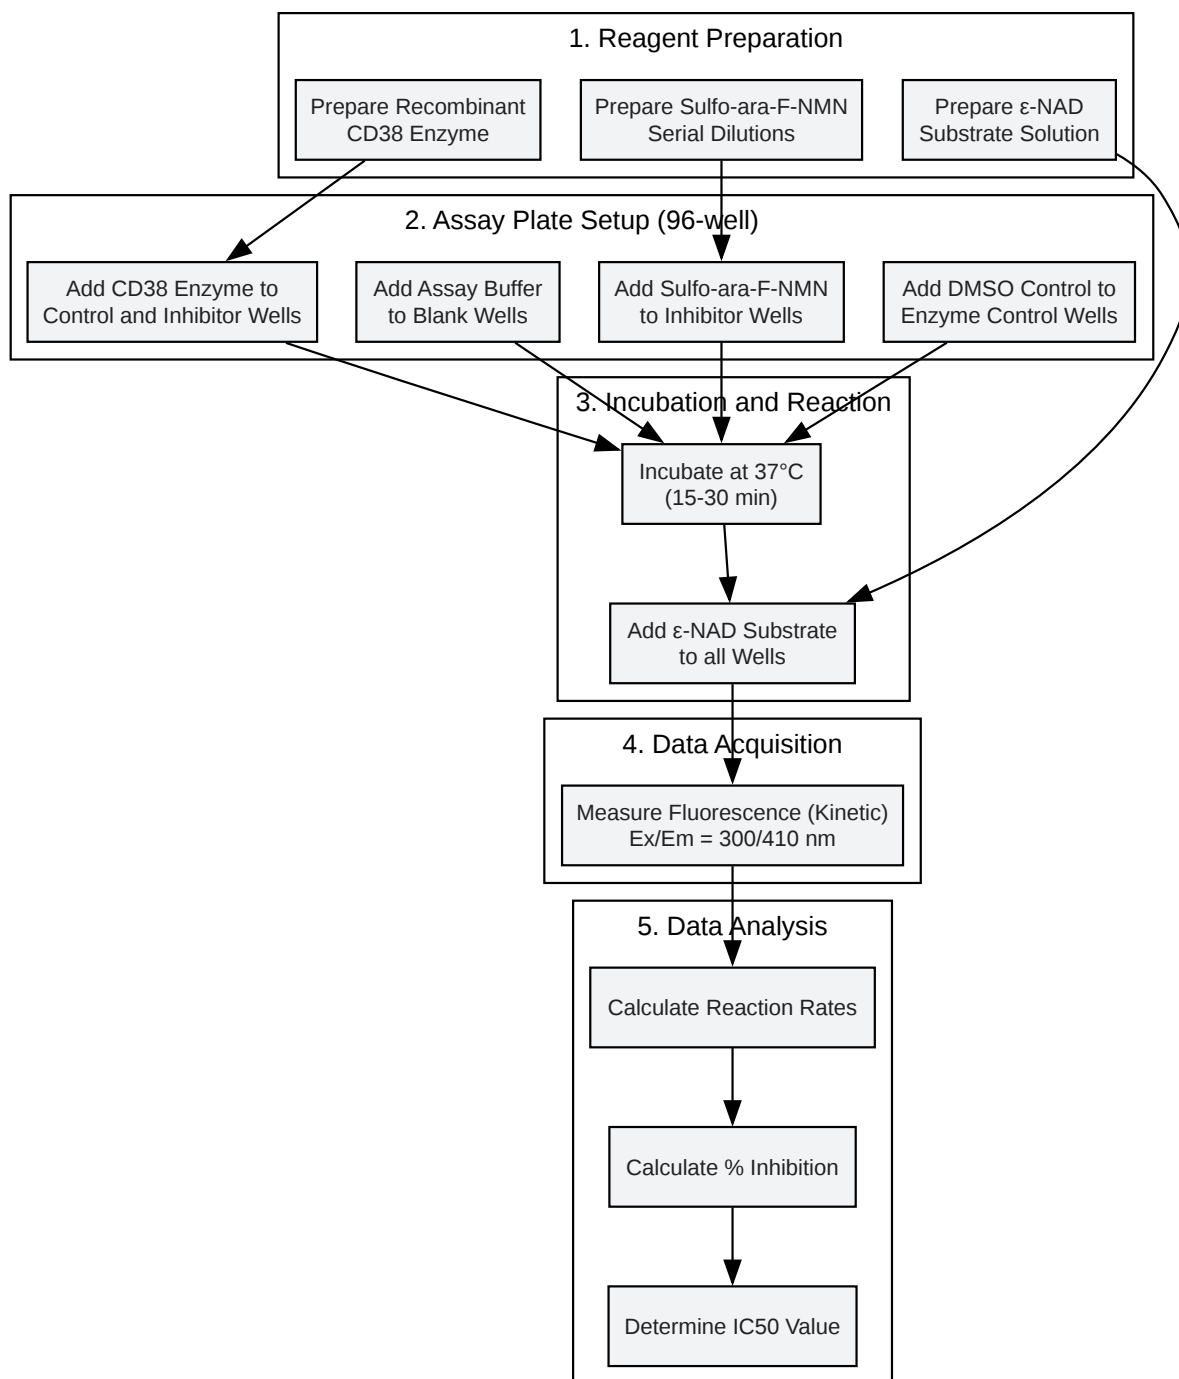 1. Reagent Preparation
Prepare Recombinant
CD38 Enzyme
Prepare Sulfo-ara-F-NMN
Serial Dilutions
Prepare ε-NAD
Substrate Solution
2. Assay Plate Setup (96-well)
Add CD38 Enzyme to
Control and Inhibitor Wells
Add Assay Buffer
to Blank Wells
Add Sulfo-ara-F-NMN
to Inhibitor Wells
Add DMSO Control to
Enzyme Control Wells
3. Incubation and Reaction
Incubate at 37°C
(15-30 min)
Add ε-NAD Substrate
to all Wells
4. Data Acquisition
Measure Fluorescence (Kinetic)
Ex/Em = 300/410 nm
5. Data Analysis
Calculate Reaction Rates
Calculate % Inhibition
Determine IC50 Value